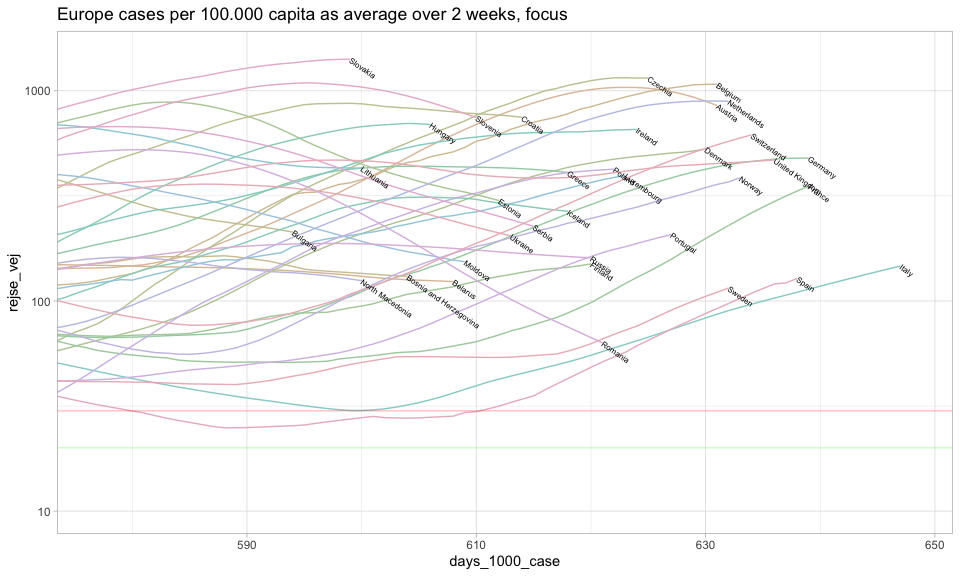 Europe cases per 100.000 capita as average over 2 weeks, focus
rejse_vej
1000
100
10
Slovakia
Czechia
Belgium
Netherlands
Austria
Hungary
Slovenia
Croatia
Ireland
Switzerland
Denmark
Germany
United Kingdom
Lithuania
Greece
Poland
Luxembourg
Norway
France
Estonia
Iceland
Serbia
Bulgaria
Ukraine
Portugal
Moldova
Russia
Finland
Italy
North Macedonia
Bosnia and Herzegovina
Belarus
Sweden
Spain
Romania
590
610
630
650
days_1000_case